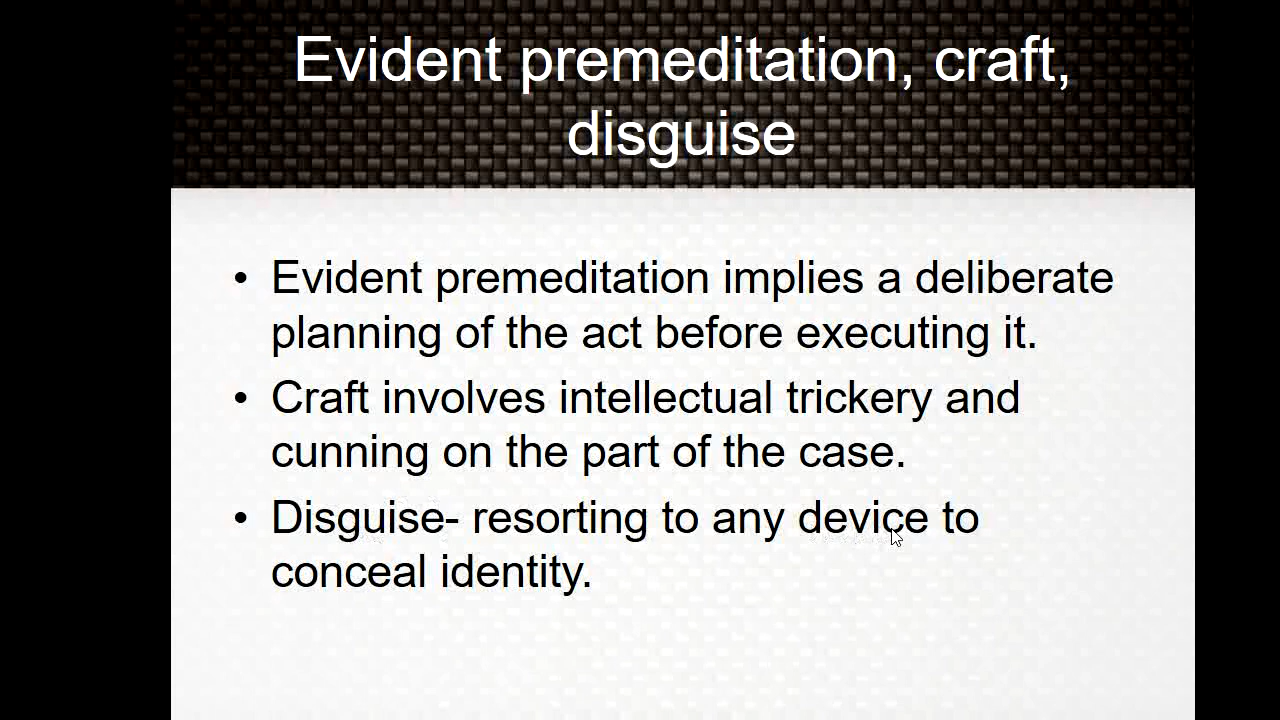 Evident premeditation, craft,
disguise
• Evident premeditation implies a deliberate
planning of the act before executing it.
• Craft involves intellectual trickery and
cunning on the part of the case.
• Disguise- resorting to any device to
conceal identity.